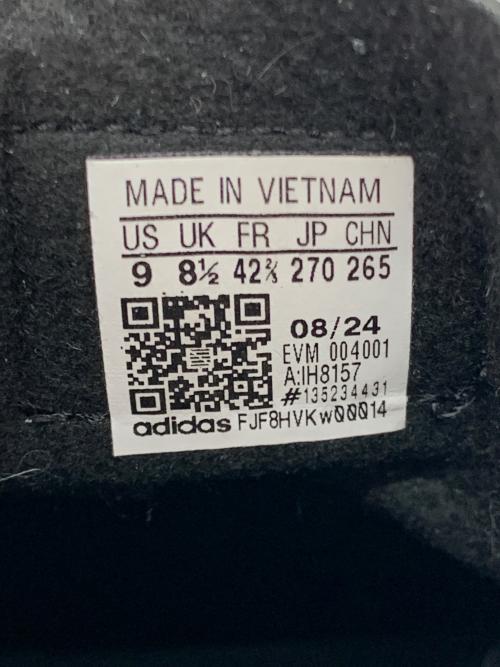 MADE IN VIETNAM
US UK FR JP CHN
9 8½ 42⅔ 270 265
08/24
EVM 004001
A:IH8157
#135234431
adidas FJF8HVKw00014